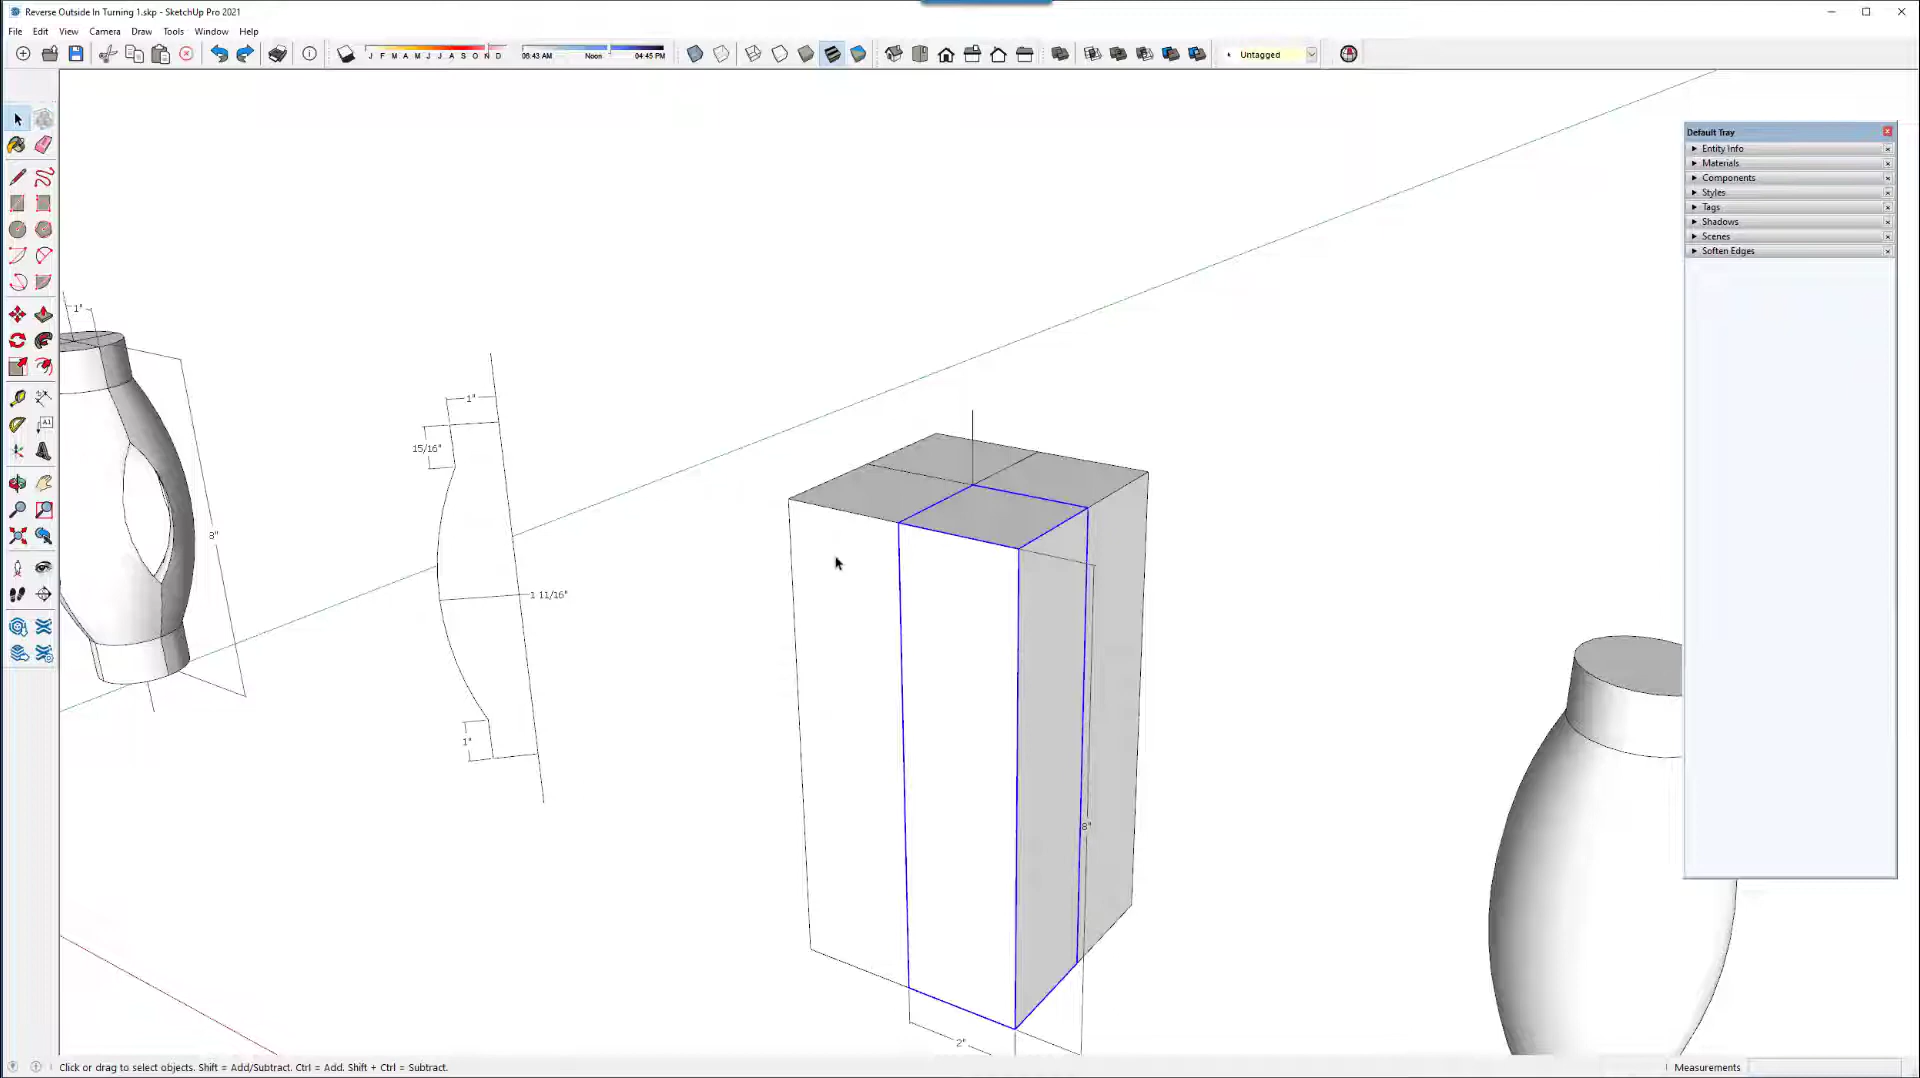 Reverse Outside In Turning 1.skp - SketchUp Pro 2021
File Edit View Camera Draw Tools Window Help
J F M A M J J A S O N D
06:43 AM Noon 04:45 PM
Untagged
A1
Default Tray
Entity Info
Materials
Components
Styles
Tags
Shadows
Scenes
Soften Edges
1"
8"
1"
15/16"
1 11/16"
1"
8"
2"
Click or drag to select objects. Shift = Add/Subtract. Ctrl = Add. Shift + Ctrl = Subtract.
Measurements